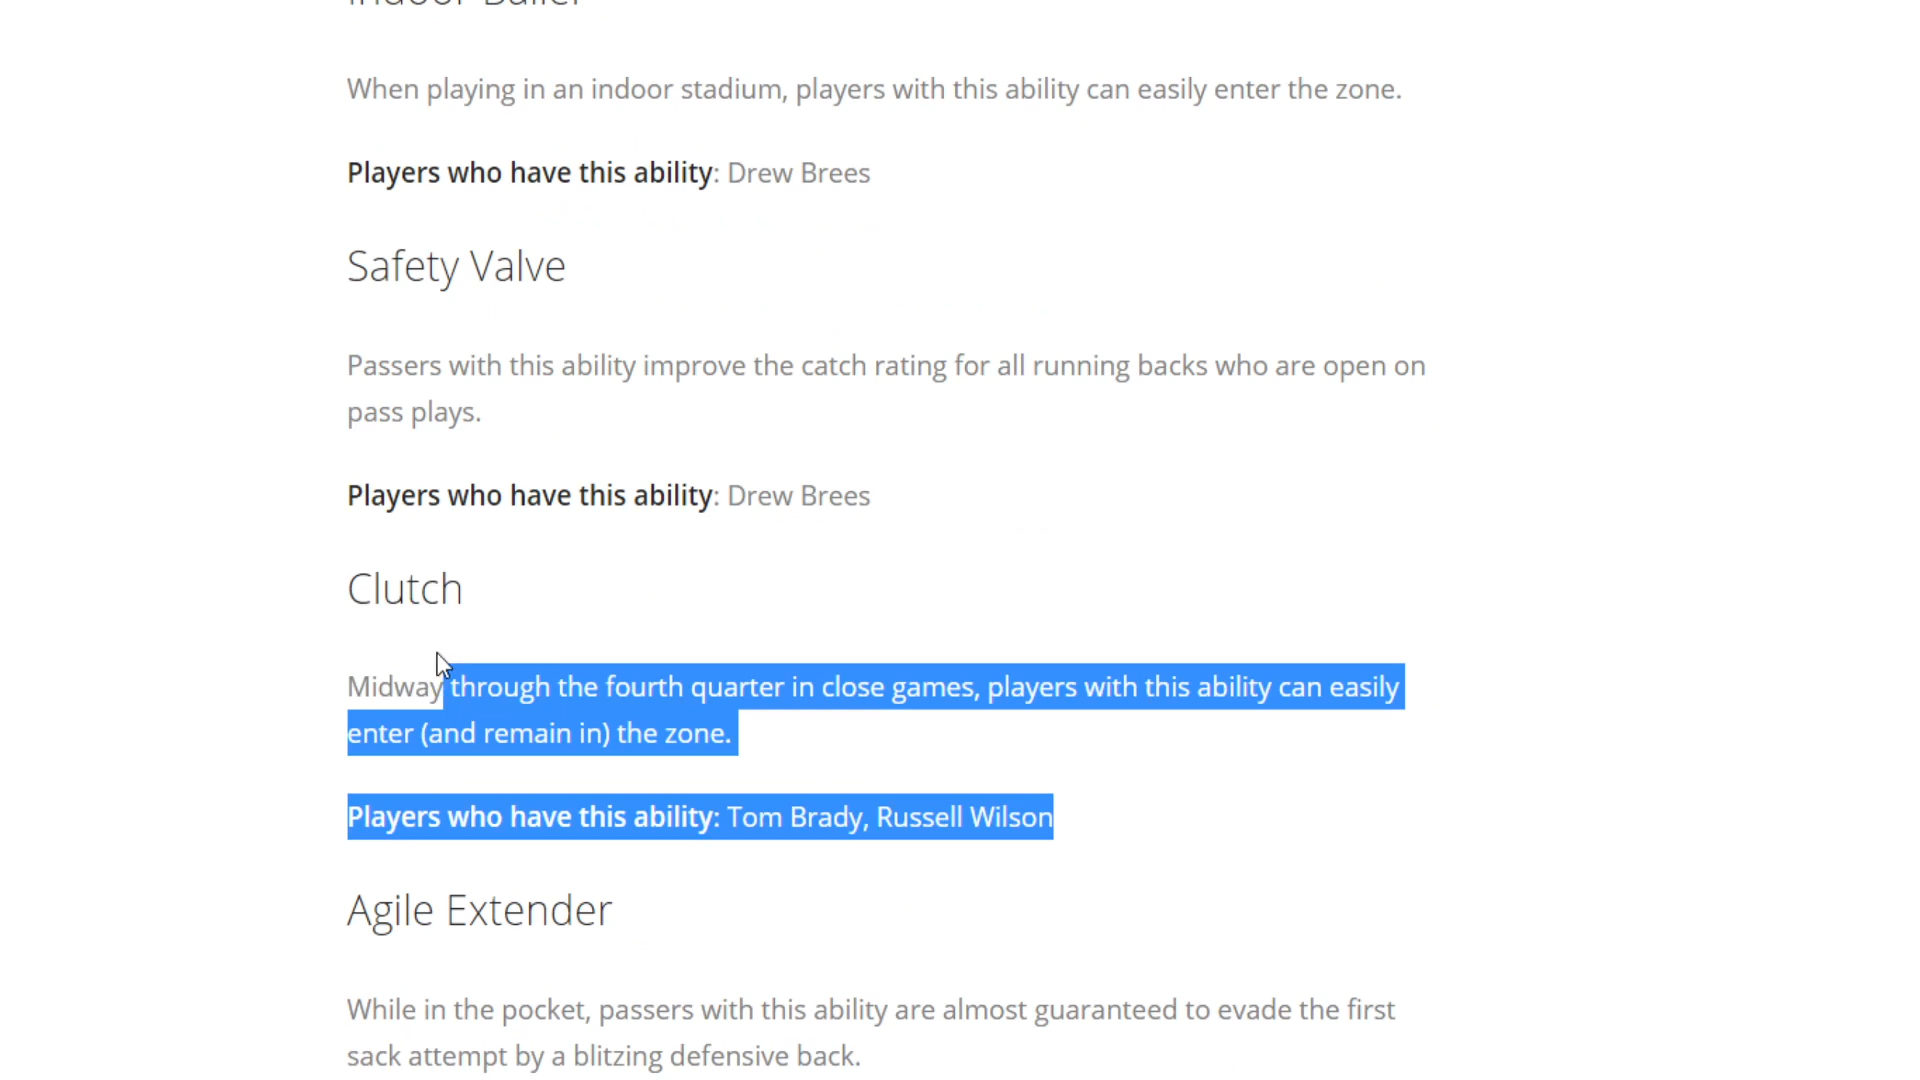 Indoor Baller
When playing in an indoor stadium, players with this ability can easily enter the zone.
Players who have this ability: Drew Brees
Safety Valve
Passers with this ability improve the catch rating for all running backs who are open on
pass plays.
Players who have this ability: Drew Brees
Clutch
Midway through the fourth quarter in close games, players with this ability can easily
enter (and remain in) the zone.
Players who have this ability: Tom Brady, Russell Wilson
Agile Extender
While in the pocket, passers with this ability are almost guaranteed to evade the first
sack attempt by a blitzing defensive back.